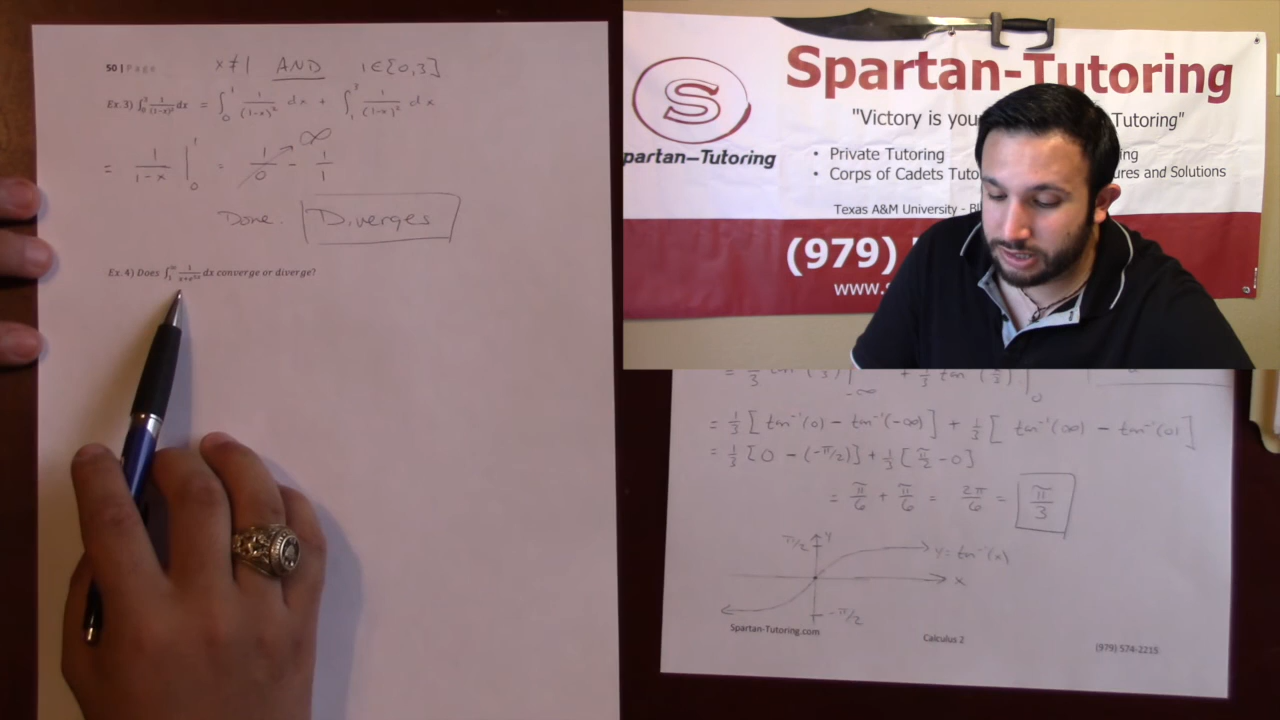 50 | Page
x ≠ 1 AND 1 ∈ [0,3]
Ex. 3) ∫₀³ 1/(1-x)² dx = ∫₀¹ 1/(1-x)² dx + ∫₁³ 1/(1-x)² dx
= 1/(1-x) |₀¹ = 1/0 → ∞ - 1/1
Done. Diverges
Ex. 4) Does ∫₁^∞ 1/(x+e^(2x)) dx converge or diverge?
Spartan-Tutoring
"Victory is you Tutoring"
S
partan-Tutoring
• Private Tutoring
ing
• Corps of Cadets Tuto
ures and Solutions
Texas A&M University - B
(979)
www.s
= 1/3 [tan⁻¹(0) - tan⁻¹(-∞)] + 1/3 [tan⁻¹(∞) - tan⁻¹(0)]
= 1/3 [0 - (-π/2)] + 1/3 [π/2 - 0]
= π/6 + π/6 = 2π/6 = π/3
π/2
y
y = tan⁻¹(x)
x
-π/2
Spartan-Tutoring.com
Calculus 2
(979) 574-2215